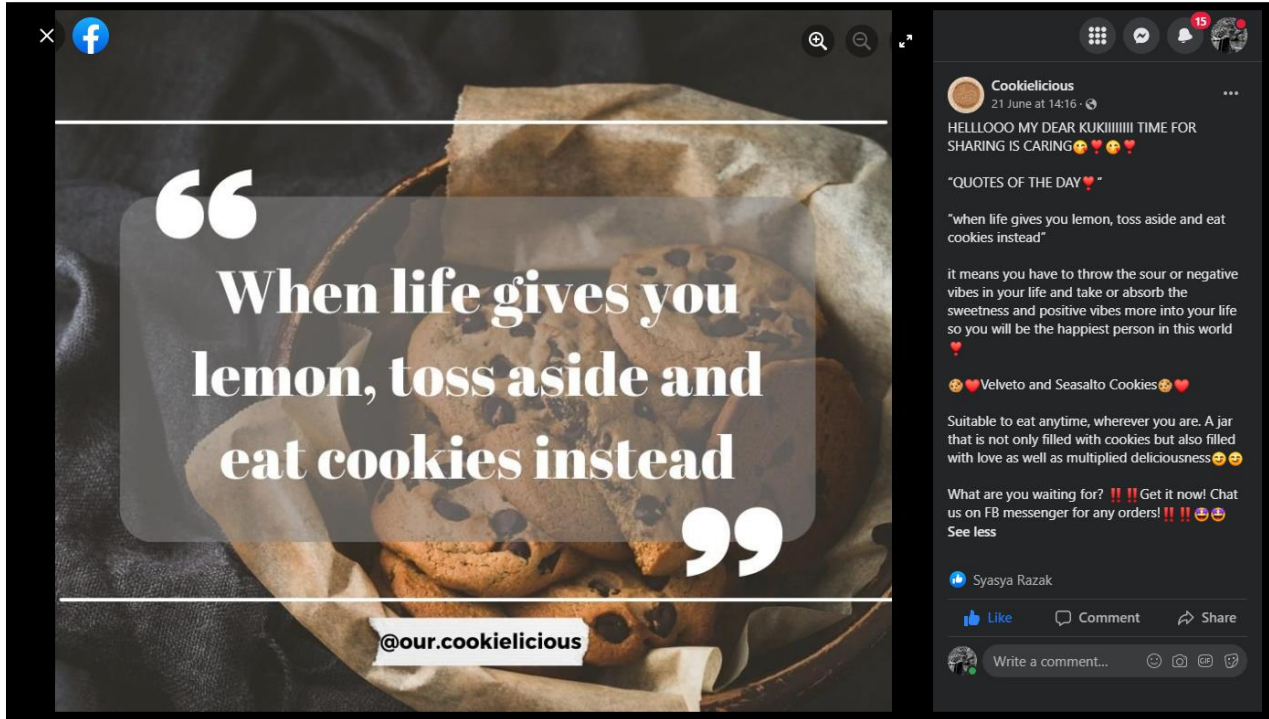 “
When life gives you
lemon, toss aside and
eat cookies instead
”
@our.cookielicious
15
Cookielicious
21 June at 14:16 ·
HELLLOOO MY DEAR KUKIIIIIIII TIME FOR
SHARING IS CARING😋❣️😋❣️
“QUOTES OF THE DAY❣️“
“when life gives you lemon, toss aside and eat
cookies instead”
it means you have to throw the sour or negative
vibes in your life and take or absorb the
sweetness and positive vibes more into your life
so you will be the happiest person in this world
❣️
🍪❤️Velveto and Seasalto Cookies🍪❤️
Suitable to eat anytime, wherever you are. A jar
that is not only filled with cookies but also filled
with love as well as multiplied deliciousness😋😋
What are you waiting for? ‼️ ‼️Get it now! Chat
us on FB messenger for any orders!‼️ ‼️🤩🤩
See less
Syasya Razak
Like
Comment
Share
Write a comment...
GIF